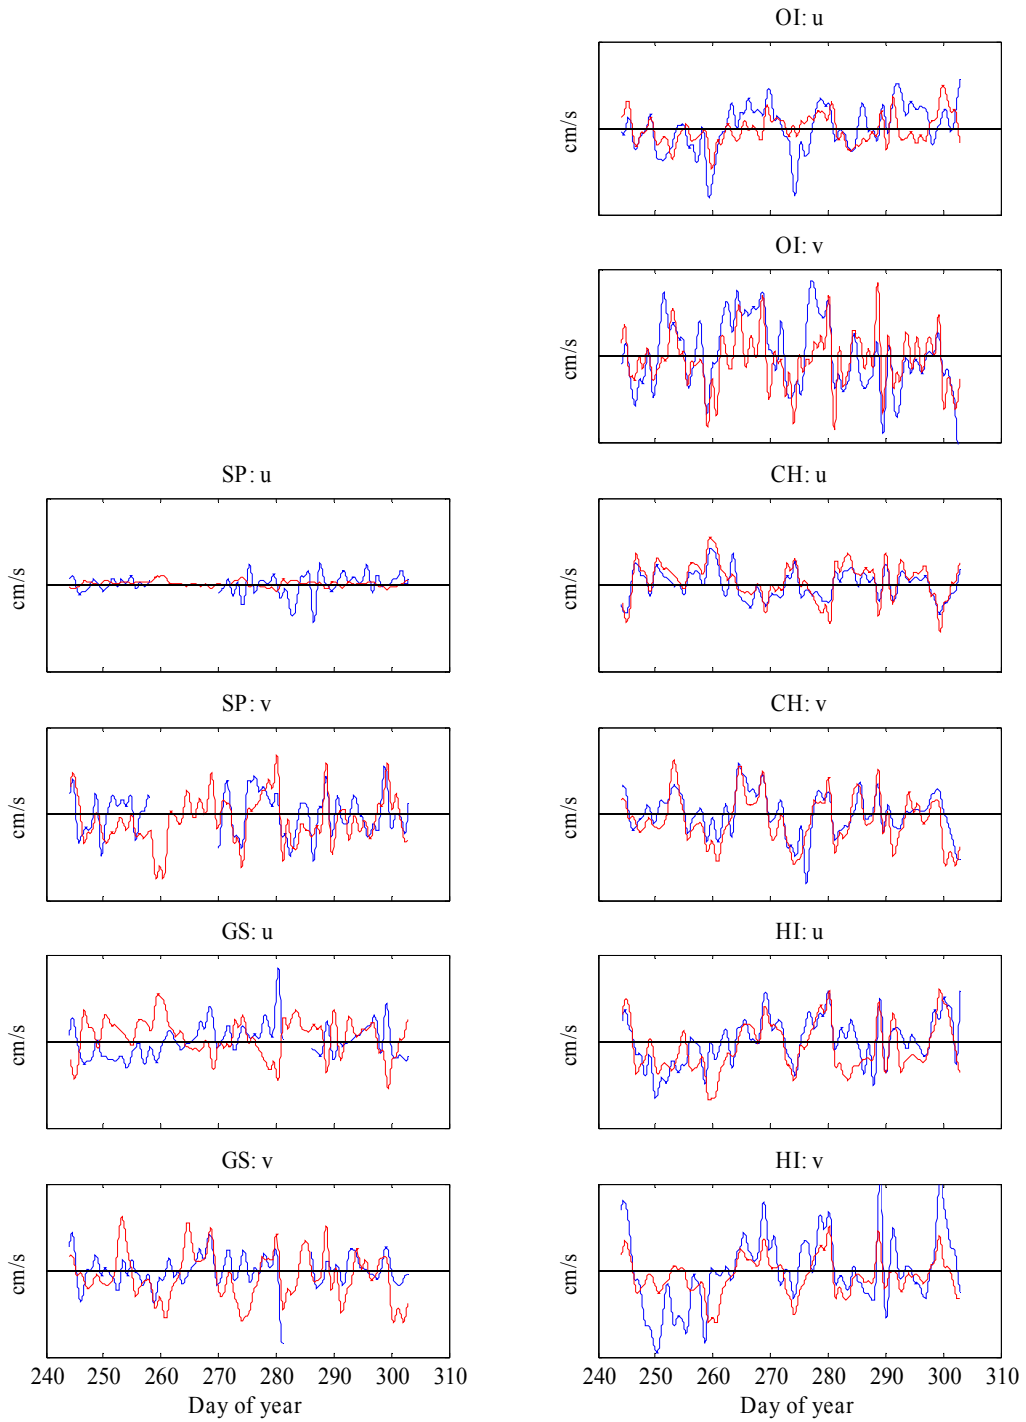 OI: u
cm/s
OI: v
cm/s
SP: u
cm/s
CH: u
cm/s
SP: v
cm/s
CH: v
cm/s
GS: u
cm/s
HI: u
cm/s
GS: v
cm/s
240 250 260 270 280 290 300 310
Day of year
HI: v
cm/s
240 250 260 270 280 290 300 310
Day of year